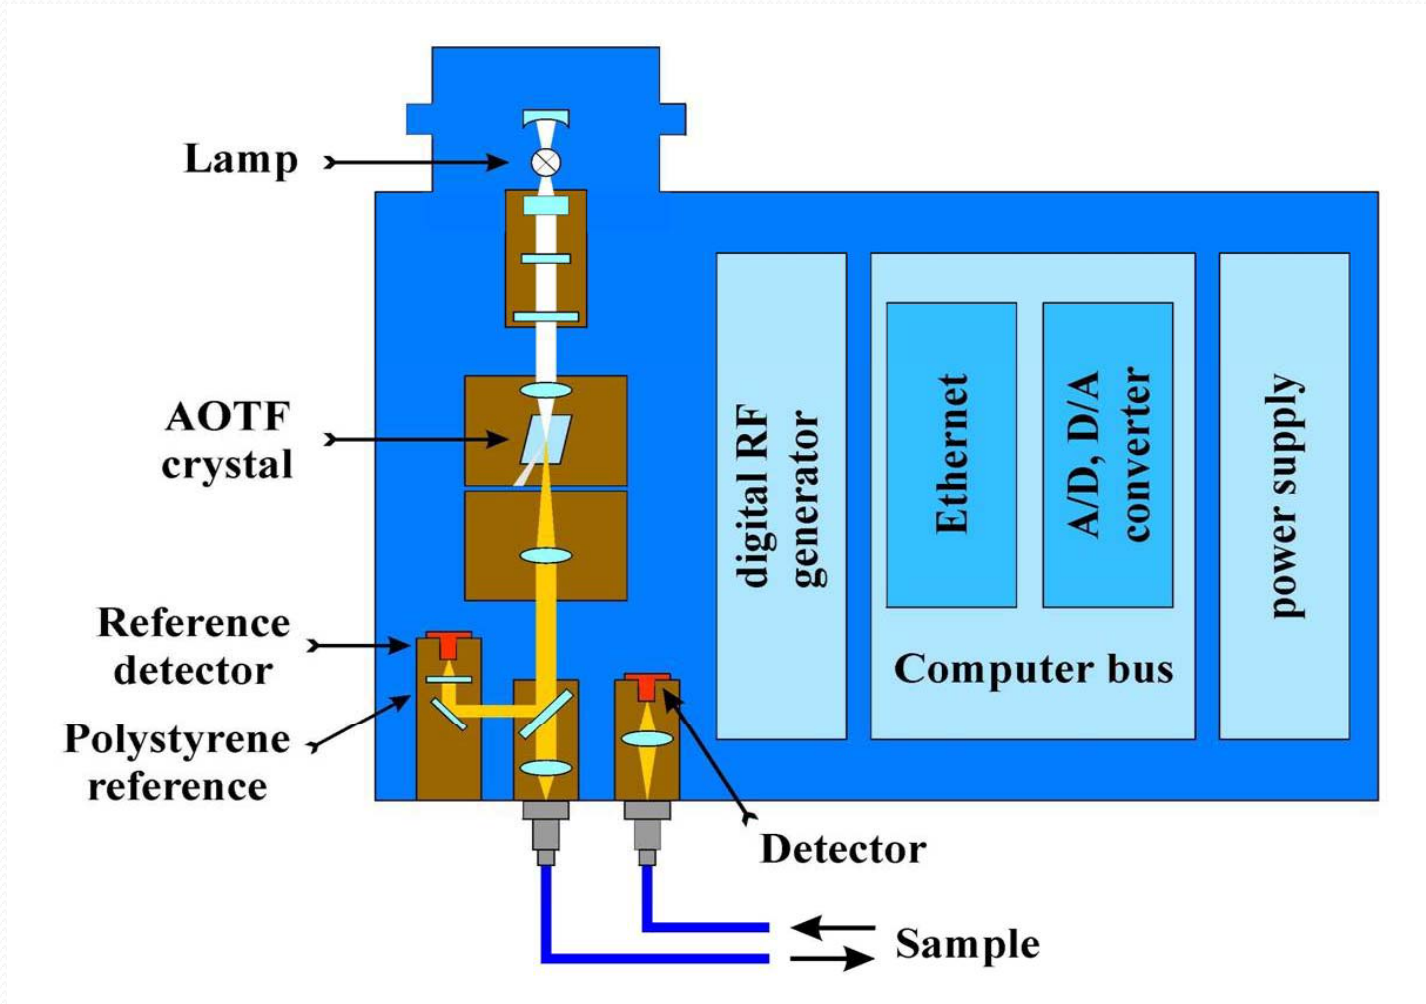 Lamp
AOTF
crystal
Reference
detector
Polystyrene
reference
Detector
Sample
digital RF
generator
Ethernet
A/D, D/A
converter
Computer bus
power supply